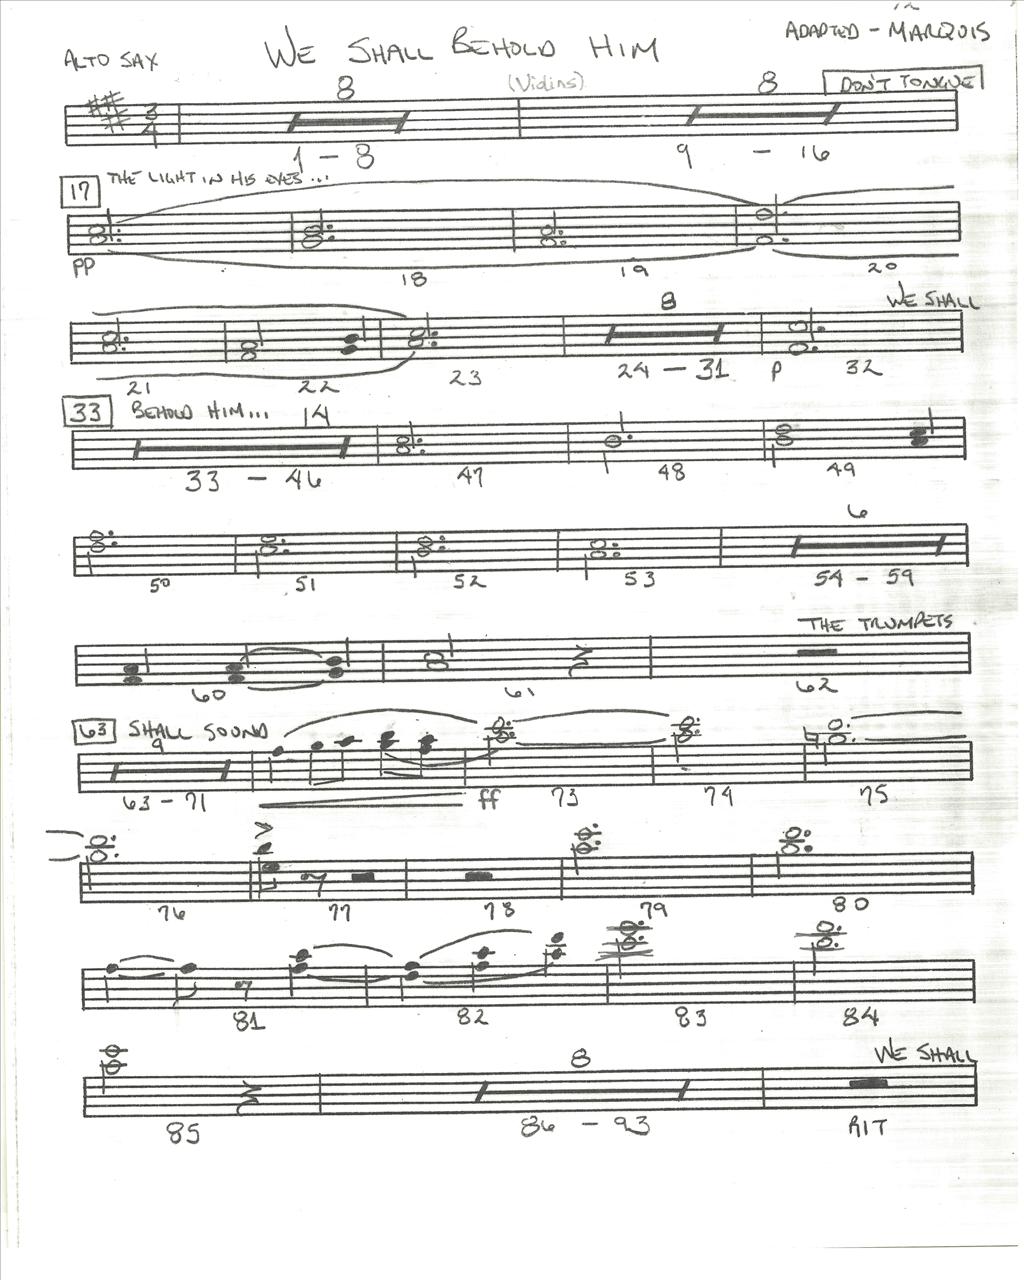 ADAPTED - MARQUIS
ALTO SAX WE SHALL BEHOLD HIM
8 (Violins) 8 DON'T TONGUE
3
4
1 - 8 9 - 16
17 THE LIGHT IN HIS EYES...
PP 18 19 20
8 WE SHALL
21 22 23 24 - 31 P 32
33 BEHOLD HIM... 14
33 - 46 47 48 49
6
50 51 52 53 54 - 59
THE TRUMPETS
60 61 62
63 SHALL SOUND
9
63 - 71 ff 73 74 75
76 77 78 79 80
81 82 83 84
8 WE SHALL
85 86 - 93 RIT